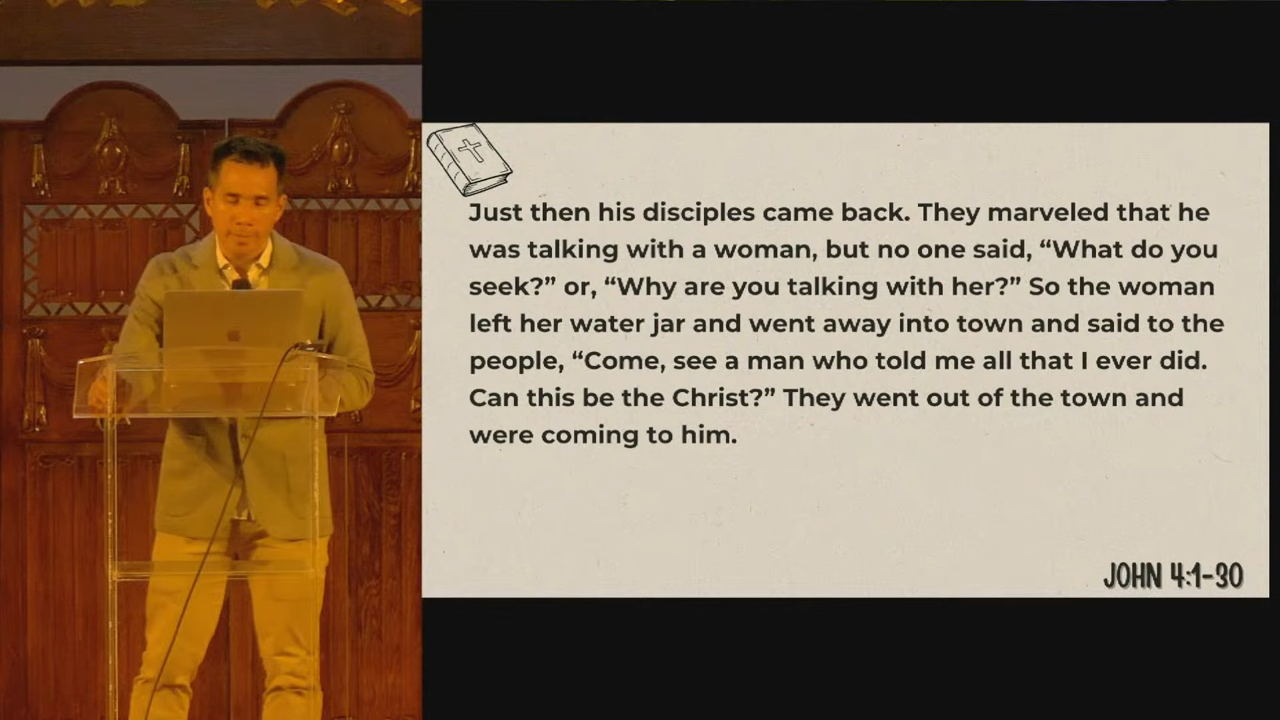 Just then his disciples came back. They marveled that he
was talking with a woman, but no one said, “What do you
seek?” or, “Why are you talking with her?” So the woman
left her water jar and went away into town and said to the
people, “Come, see a man who told me all that I ever did.
Can this be the Christ?” They went out of the town and
were coming to him.
JOHN 4:1-30